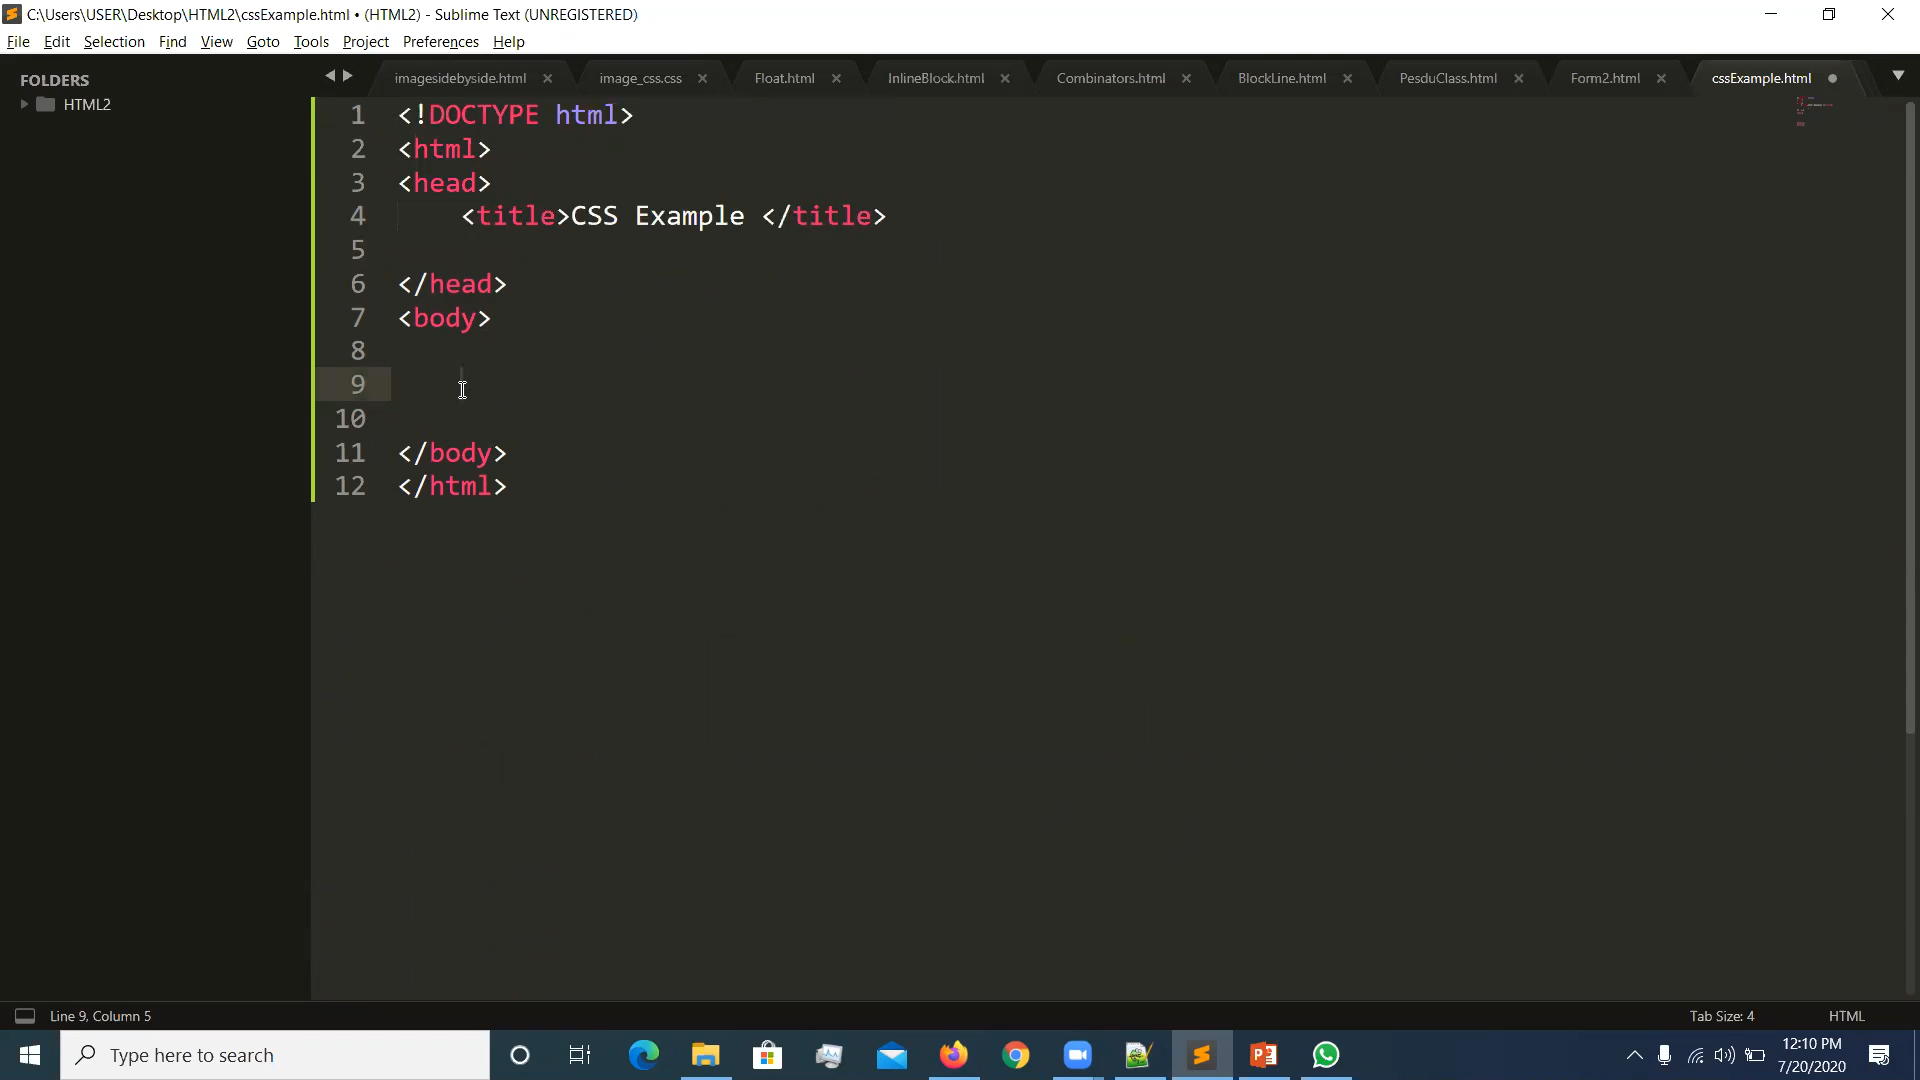 C:\Users\USER\Desktop\HTML2\cssExample.html • (HTML2) - Sublime Text (UNREGISTERED)
File Edit Selection Find View Goto Tools Project Preferences Help
FOLDERS
HTML2
imagesidebyside.html × image_css.css × Float.html × InlineBlock.html × Combinators.html × BlockLine.html × PesduClass.html × Form2.html × cssExample.html
1 <!DOCTYPE html>
2 <html>
3 <head>
4 <title>CSS Example </title>
5
6 </head>
7 <body>
8
9
10
11 </body>
12 </html>
Line 9, Column 5
Tab Size: 4
HTML
Type here to search
12:10 PM
7/20/2020